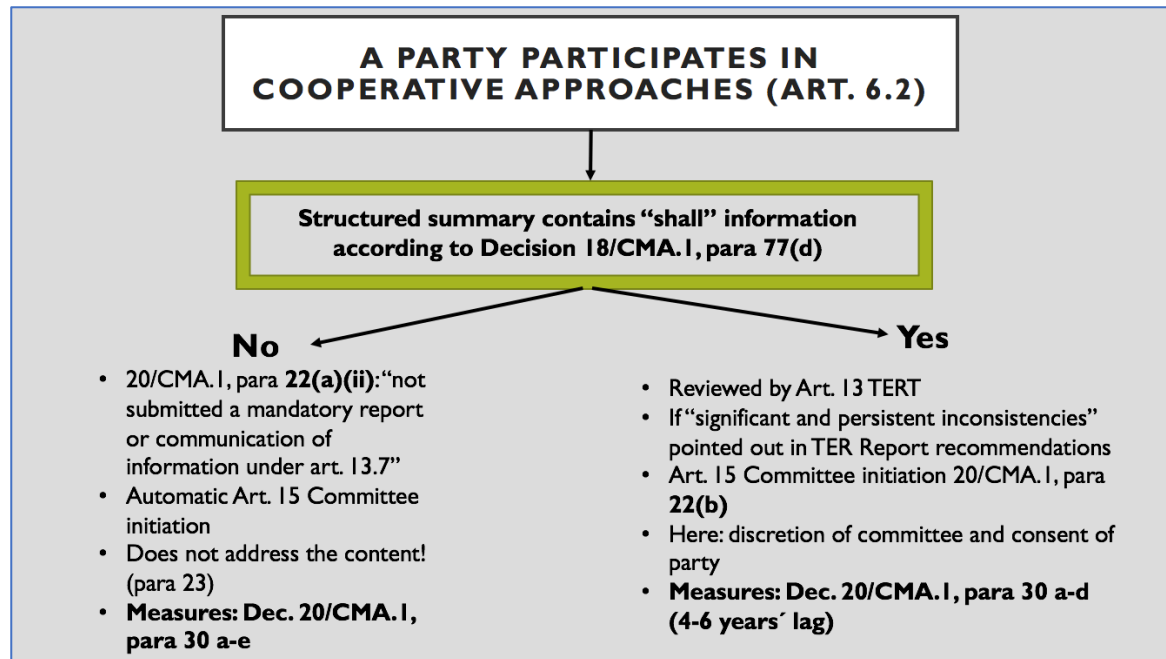 A PARTY PARTICIPATES IN
COOPERATIVE APPROACHES (ART. 6.2)
Structured summary contains “shall” information
according to Decision 18/CMA.1, para 77(d)
No
• 20/CMA.1, para 22(a)(ii): “not
submitted a mandatory report
or communication of
information under art. 13.7”
• Automatic Art. 15 Committee
initiation
• Does not address the content!
(para 23)
• Measures: Dec. 20/CMA.1,
para 30 a-e
Yes
• Reviewed by Art. 13 TERT
• If “significant and persistent inconsistencies”
pointed out in TER Report recommendations
• Art. 15 Committee initiation 20/CMA.1, para
22(b)
• Here: discretion of committee and consent of
party
• Measures: Dec. 20/CMA.1, para 30 a-d
(4-6 years´ lag)